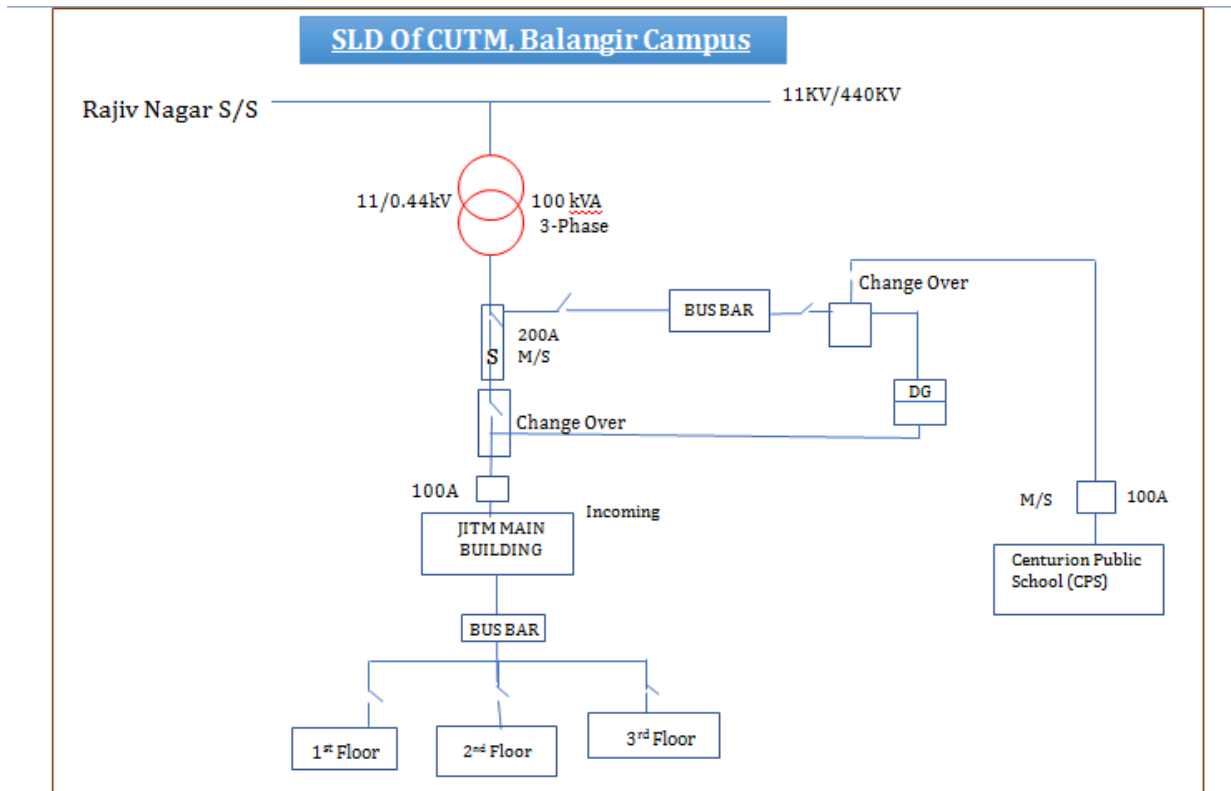 SLD Of CUTM, Balangir Campus
Rajiv Nagar S/S
11KV/440KV
11/0.44kV
100 kVA
3-Phase
Change Over
BUS BAR
200A
M/S
S
DG
Change Over
100A
Incoming
M/S
100A
JITM MAIN
BUILDING
Centurion Public
School (CPS)
BUS BAR
1st Floor
2nd Floor
3rd Floor